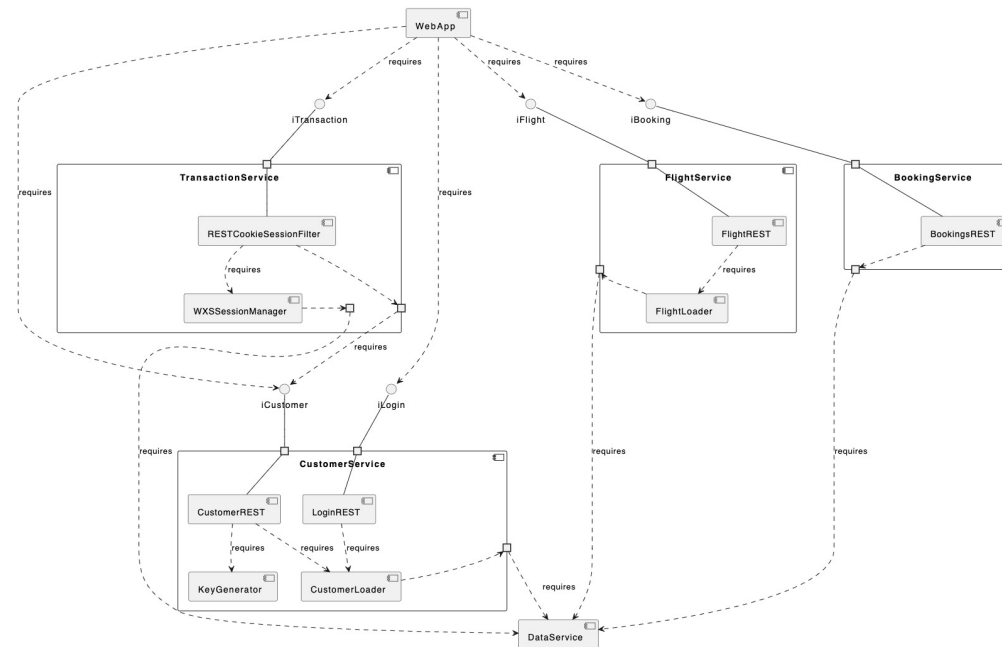 WebApp
requires
requires
requires
iTransaction
iFlight
iBooking
TransactionService
FlightService
BookingService
requires
requires
RESTCookieSessionFilter
FlightREST
BookingsREST
requires
requires
WXSSessionManager
FlightLoader
requires
iCustomer
iLogin
requires
requires
requires
CustomerService
CustomerREST
LoginREST
requires
requires
requires
KeyGenerator
CustomerLoader
requires
DataService